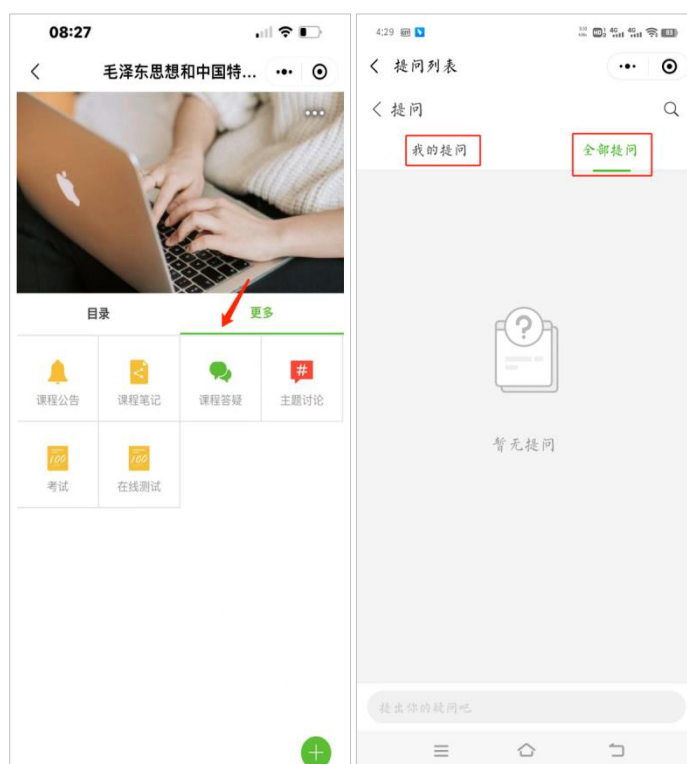 08:27
毛泽东思想和中国特...
目录
更多
课程公告
课程笔记
课程答疑
主题讨论
考试
在线测试
4:29
提问列表
提问
我的提问
全部提问
暂无提问
提出你的疑问吧